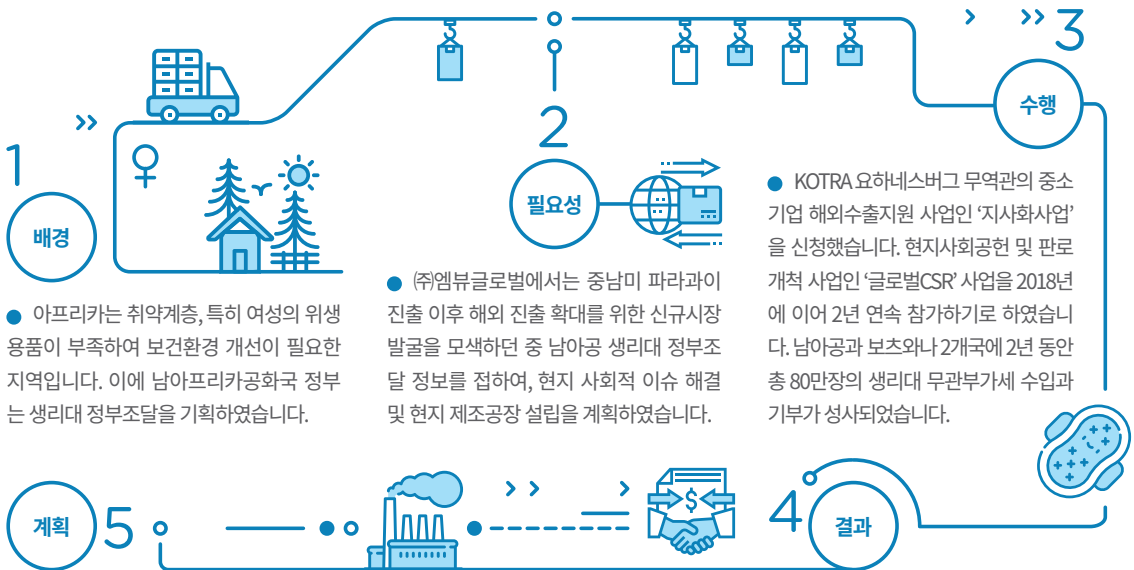 1
배경
● 아프리카는 취약계층, 특히 여성의 위생
용품이 부족하여 보건환경 개선이 필요한
지역입니다. 이에 남아프리카공화국 정부
는 생리대 정부조달을 기획하였습니다.
2
필요성
● ㈜엠뷰글로벌에서는 중남미 파라과이
진출 이후 해외 진출 확대를 위한 신규시장
발굴을 모색하던 중 남아공 생리대 정부조
달 정보를 접하여, 현지 사회적 이슈 해결
및 현지 제조공장 설립을 계획하였습니다.
3
수행
● KOTRA 요하네스버그 무역관의 중소
기업 해외수출지원 사업인 ‘지사화사업’
을 신청했습니다. 현지사회공헌 및 판로
개척 사업인 ‘글로벌CSR’ 사업을 2018년
에 이어 2년 연속 참가하기로 하였습니
다. 남아공과 보츠와나 2개국에 2년 동안
총 80만장의 생리대 무관부가세 수입과
기부가 성사되었습니다.
4
결과
$
5
계획